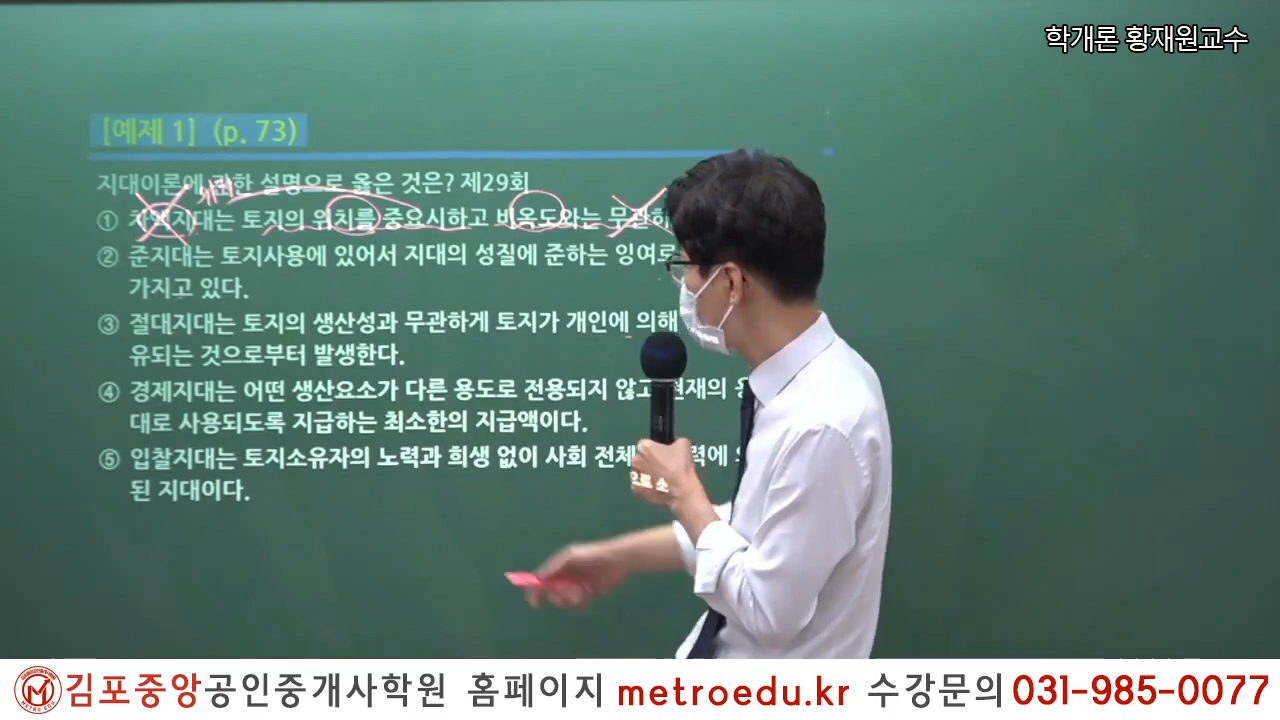 학개론 황재원교수
[예제 1] (p. 73)
지대이론에 관한 설명으로 옳은 것은? 제29회
① 차액지대는 토지의 위치를 중요시하고 비옥도와는 무관하
② 준지대는 토지사용에 있어서 지대의 성질에 준하는 잉여로
가지고 있다.
③ 절대지대는 토지의 생산성과 무관하게 토지가 개인에 의해
유되는 것으로부터 발생한다.
④ 경제지대는 어떤 생산요소가 다른 용도로 전용되지 않고 현재의
대로 사용되도록 지급하는 최소한의 지급액이다.
⑤ 입찰지대는 토지소유자의 노력과 희생 없이 사회 전체
된 지대이다.
으로 소
METRO EDU
김포중앙공인중개사학원 홈페이지 metroedu.kr 수강문의 031-985-0077